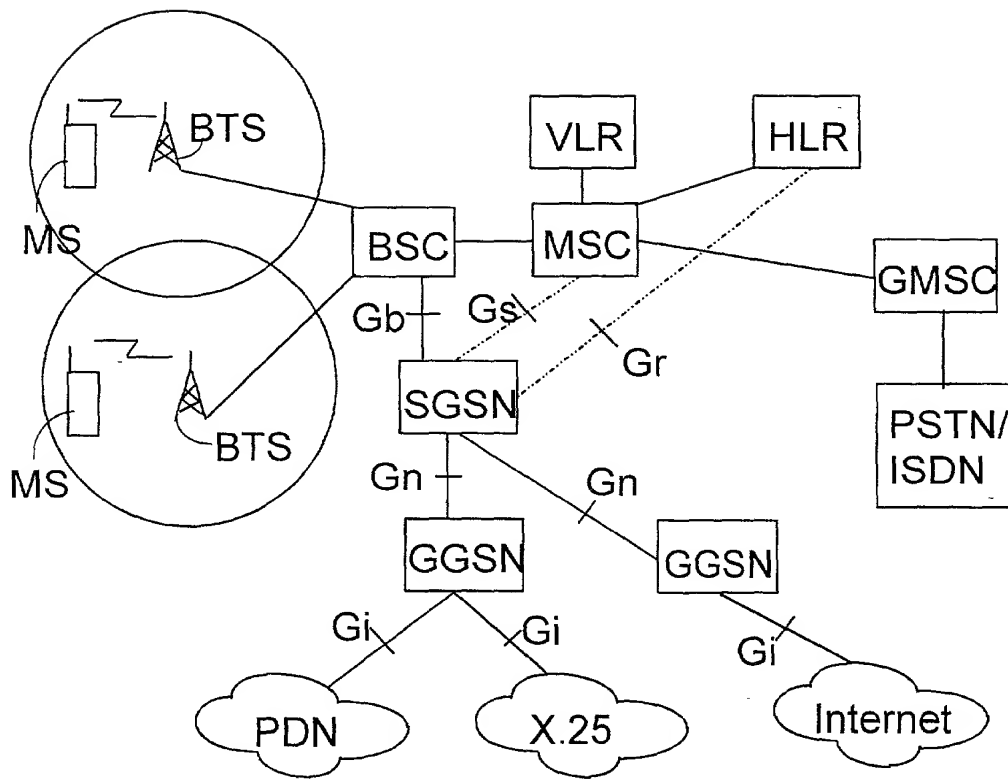 BTS
VLR
HLR
MS
BSC
MSC
GMSC
Gb
Gs
Gr
SGSN
PSTN/
ISDN
BTS
MS
Gn
Gn
GGSN
GGSN
Gi
Gi
Gi
PDN
X.25
Internet